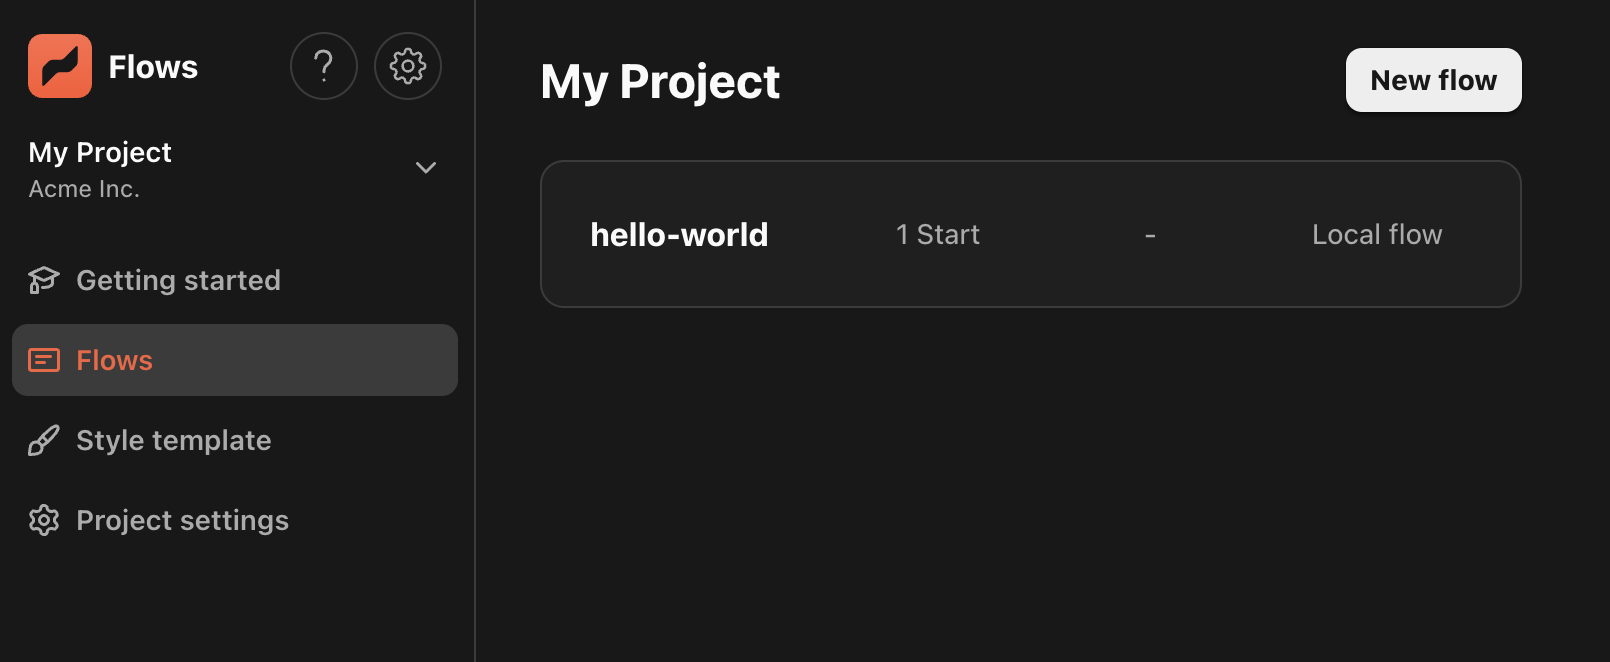 Flows
My Project
Acme Inc.
Getting started
Flows
Style template
Project settings
My Project
New flow
hello-world 1 Start - Local flow